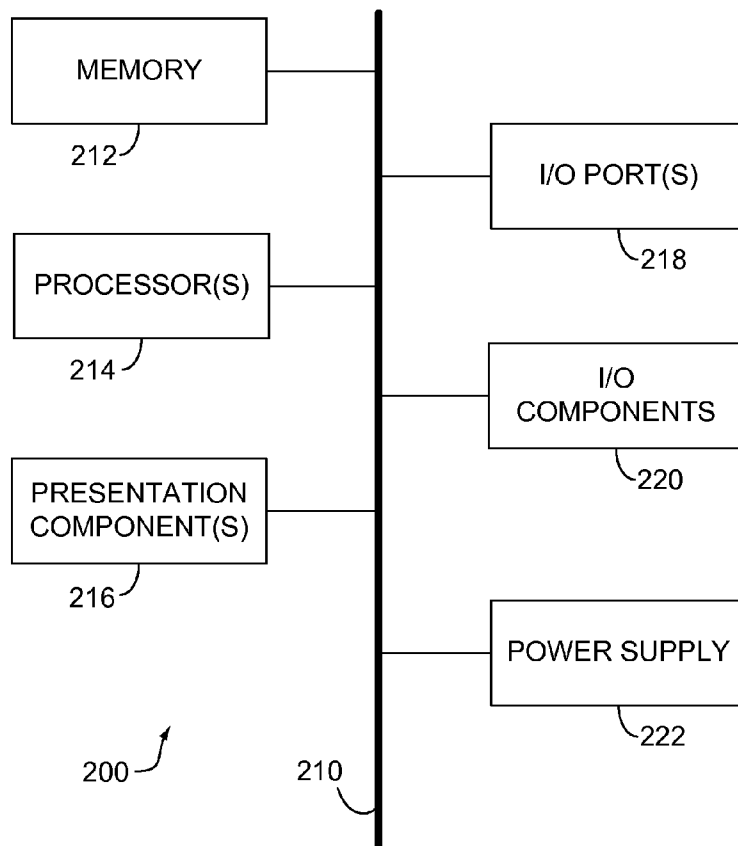 MEMORY
212
I/O PORT(S)
218
PROCESSOR(S)
214
I/O
COMPONENTS
220
PRESENTATION
COMPONENT(S)
216
POWER SUPPLY
222
200
210